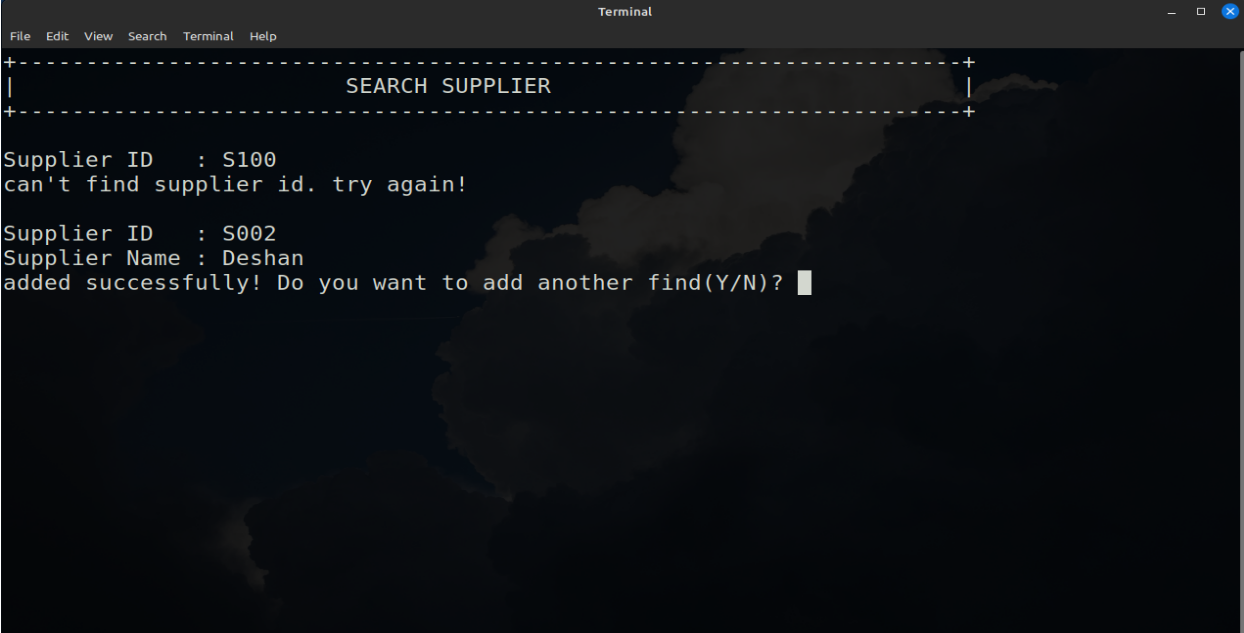 Terminal
File Edit View Search Terminal Help
+---------------------------------------------------------------------+
| SEARCH SUPPLIER |
+---------------------------------------------------------------------+
Supplier ID : S100
can't find supplier id. try again!
Supplier ID : S002
Supplier Name : Deshan
added successfully! Do you want to add another find(Y/N)?